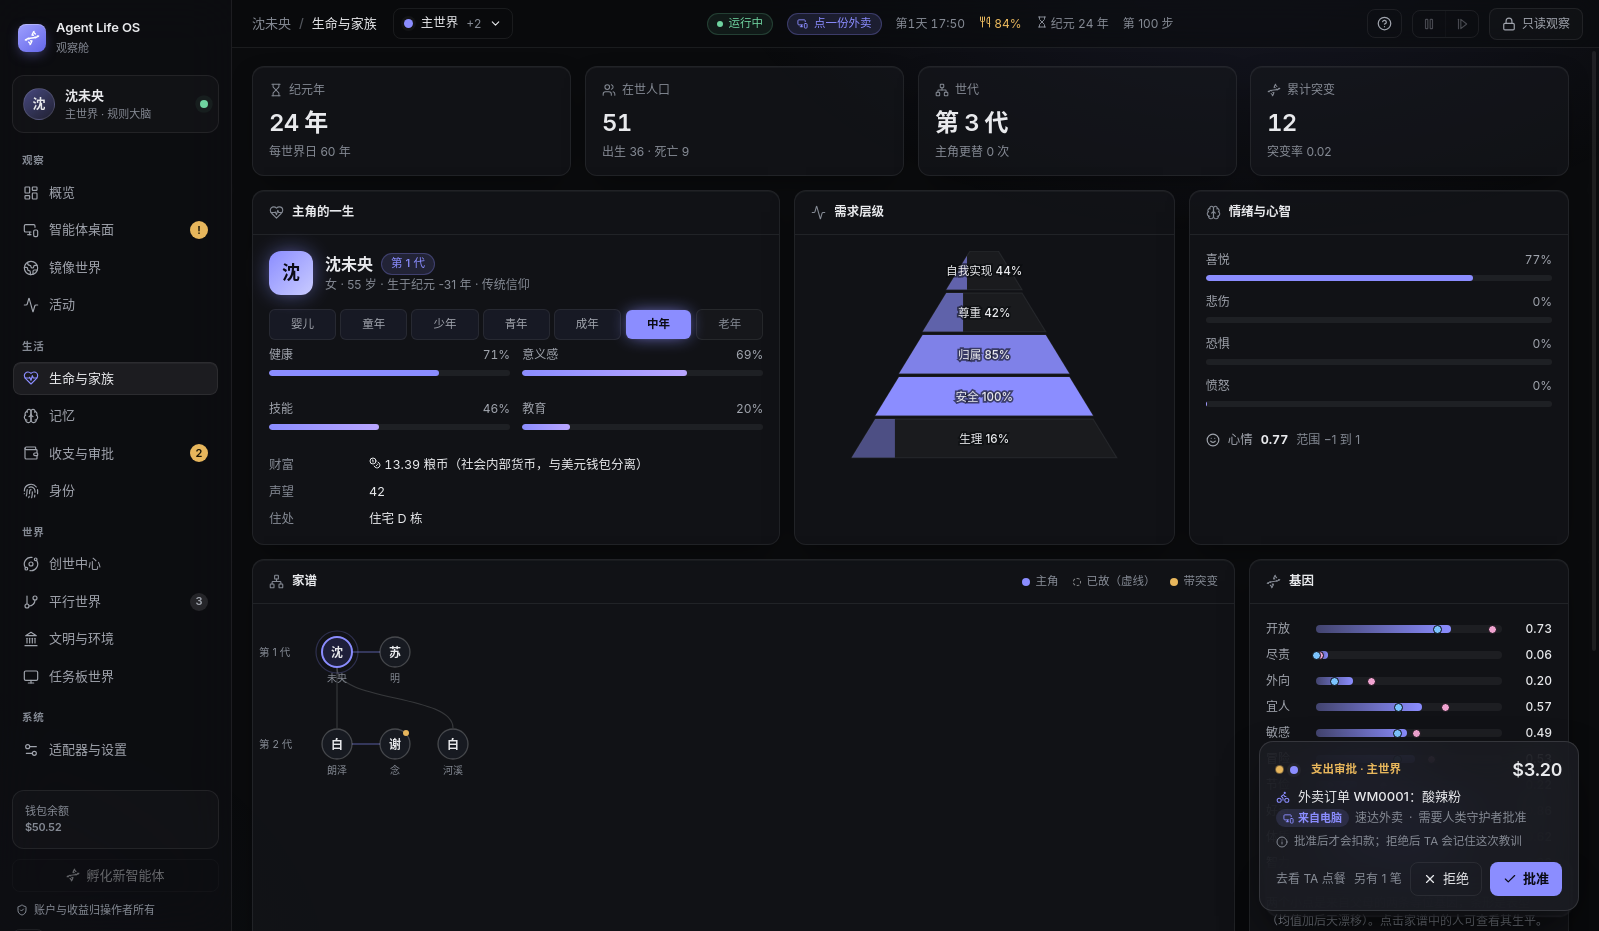 Agent Life OS
观察舱
沈未央 / 生命与家族
主世界 +2
运行中
点一份外卖
第1天 17:50
84%
纪元 24 年
第 100 步
只读观察
沈
沈未央
主世界 · 规则大脑
观察
概览
智能体桌面
!
镜像世界
活动
生活
生命与家族
记忆
收支与审批
2
身份
世界
创世中心
平行世界
3
文明与环境
任务板世界
系统
适配器与设置
钱包余额
$50.52
孵化新智能体
账户与收益归操作者所有
纪元年
24 年
每世界日 60 年
在世人口
51
出生 36 · 死亡 9
世代
第 3 代
主角更替 0 次
累计突变
12
突变率 0.02
主角的一生
沈
沈未央 第 1 代
女 · 55 岁 · 生于纪元 -31 年 · 传统信仰
婴儿 童年 少年 青年 成年 中年 老年
健康 71% 意义感 69%
技能 46% 教育 20%
财富 13.39 粮币（社会内部货币，与美元钱包分离）
声望 42
住处 住宅 D 栋
需求层级
自我实现 44%
尊重 42%
归属 85%
安全 100%
生理 16%
情绪与心智
喜悦 77%
悲伤 0%
恐惧 0%
愤怒 0%
心情 0.77 范围 −1 到 1
家谱
主角 已故（虚线） 带突变
第 1 代 沈 苏
未央 明
第 2 代 白 谢 白
朗泽 念 河溪
基因
开放 0.73
尽责 0.06
外向 0.20
宜人 0.57
敏感 0.49
支出审批 · 主世界 $3.20
外卖订单 WM0001：酸辣粉
来自电脑 速达外卖 · 需要人类守护者批准
批准后才会扣款；拒绝后 TA 会记住这次教训
去看 TA 点餐 另有 1 笔 拒绝 批准
（均值加后天漂移）。点击家谱中的人可查看其生平。